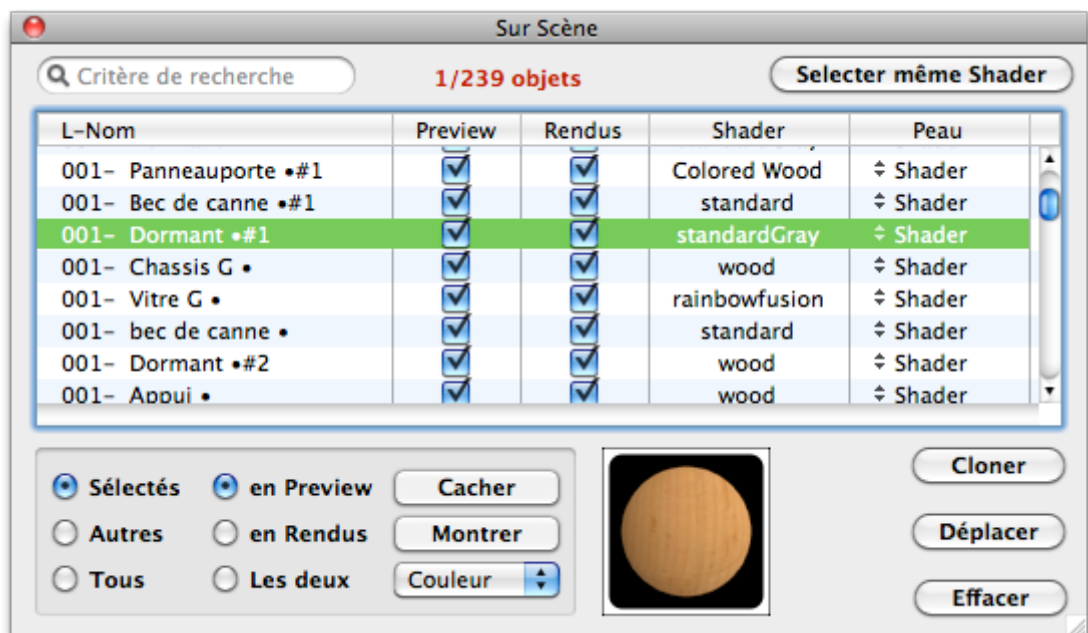 Sur Scène
Critère de recherche 1/239 objets Selecter même Shader
L-Nom Preview Rendus Shader Peau
001- Panneauporte •#1 Colored Wood Shader
001- Bec de canne •#1 standard Shader
001- Dormant •#1 standardGray Shader
001- Chassis G • wood Shader
001- Vitre G • rainbowfusion Shader
001- bec de canne • standard Shader
001- Dormant •#2 wood Shader
001- Appui • wood Shader
Sélectés en Preview Cacher Cloner
Autres en Rendus Montrer Déplacer
Tous Les deux Couleur Effacer